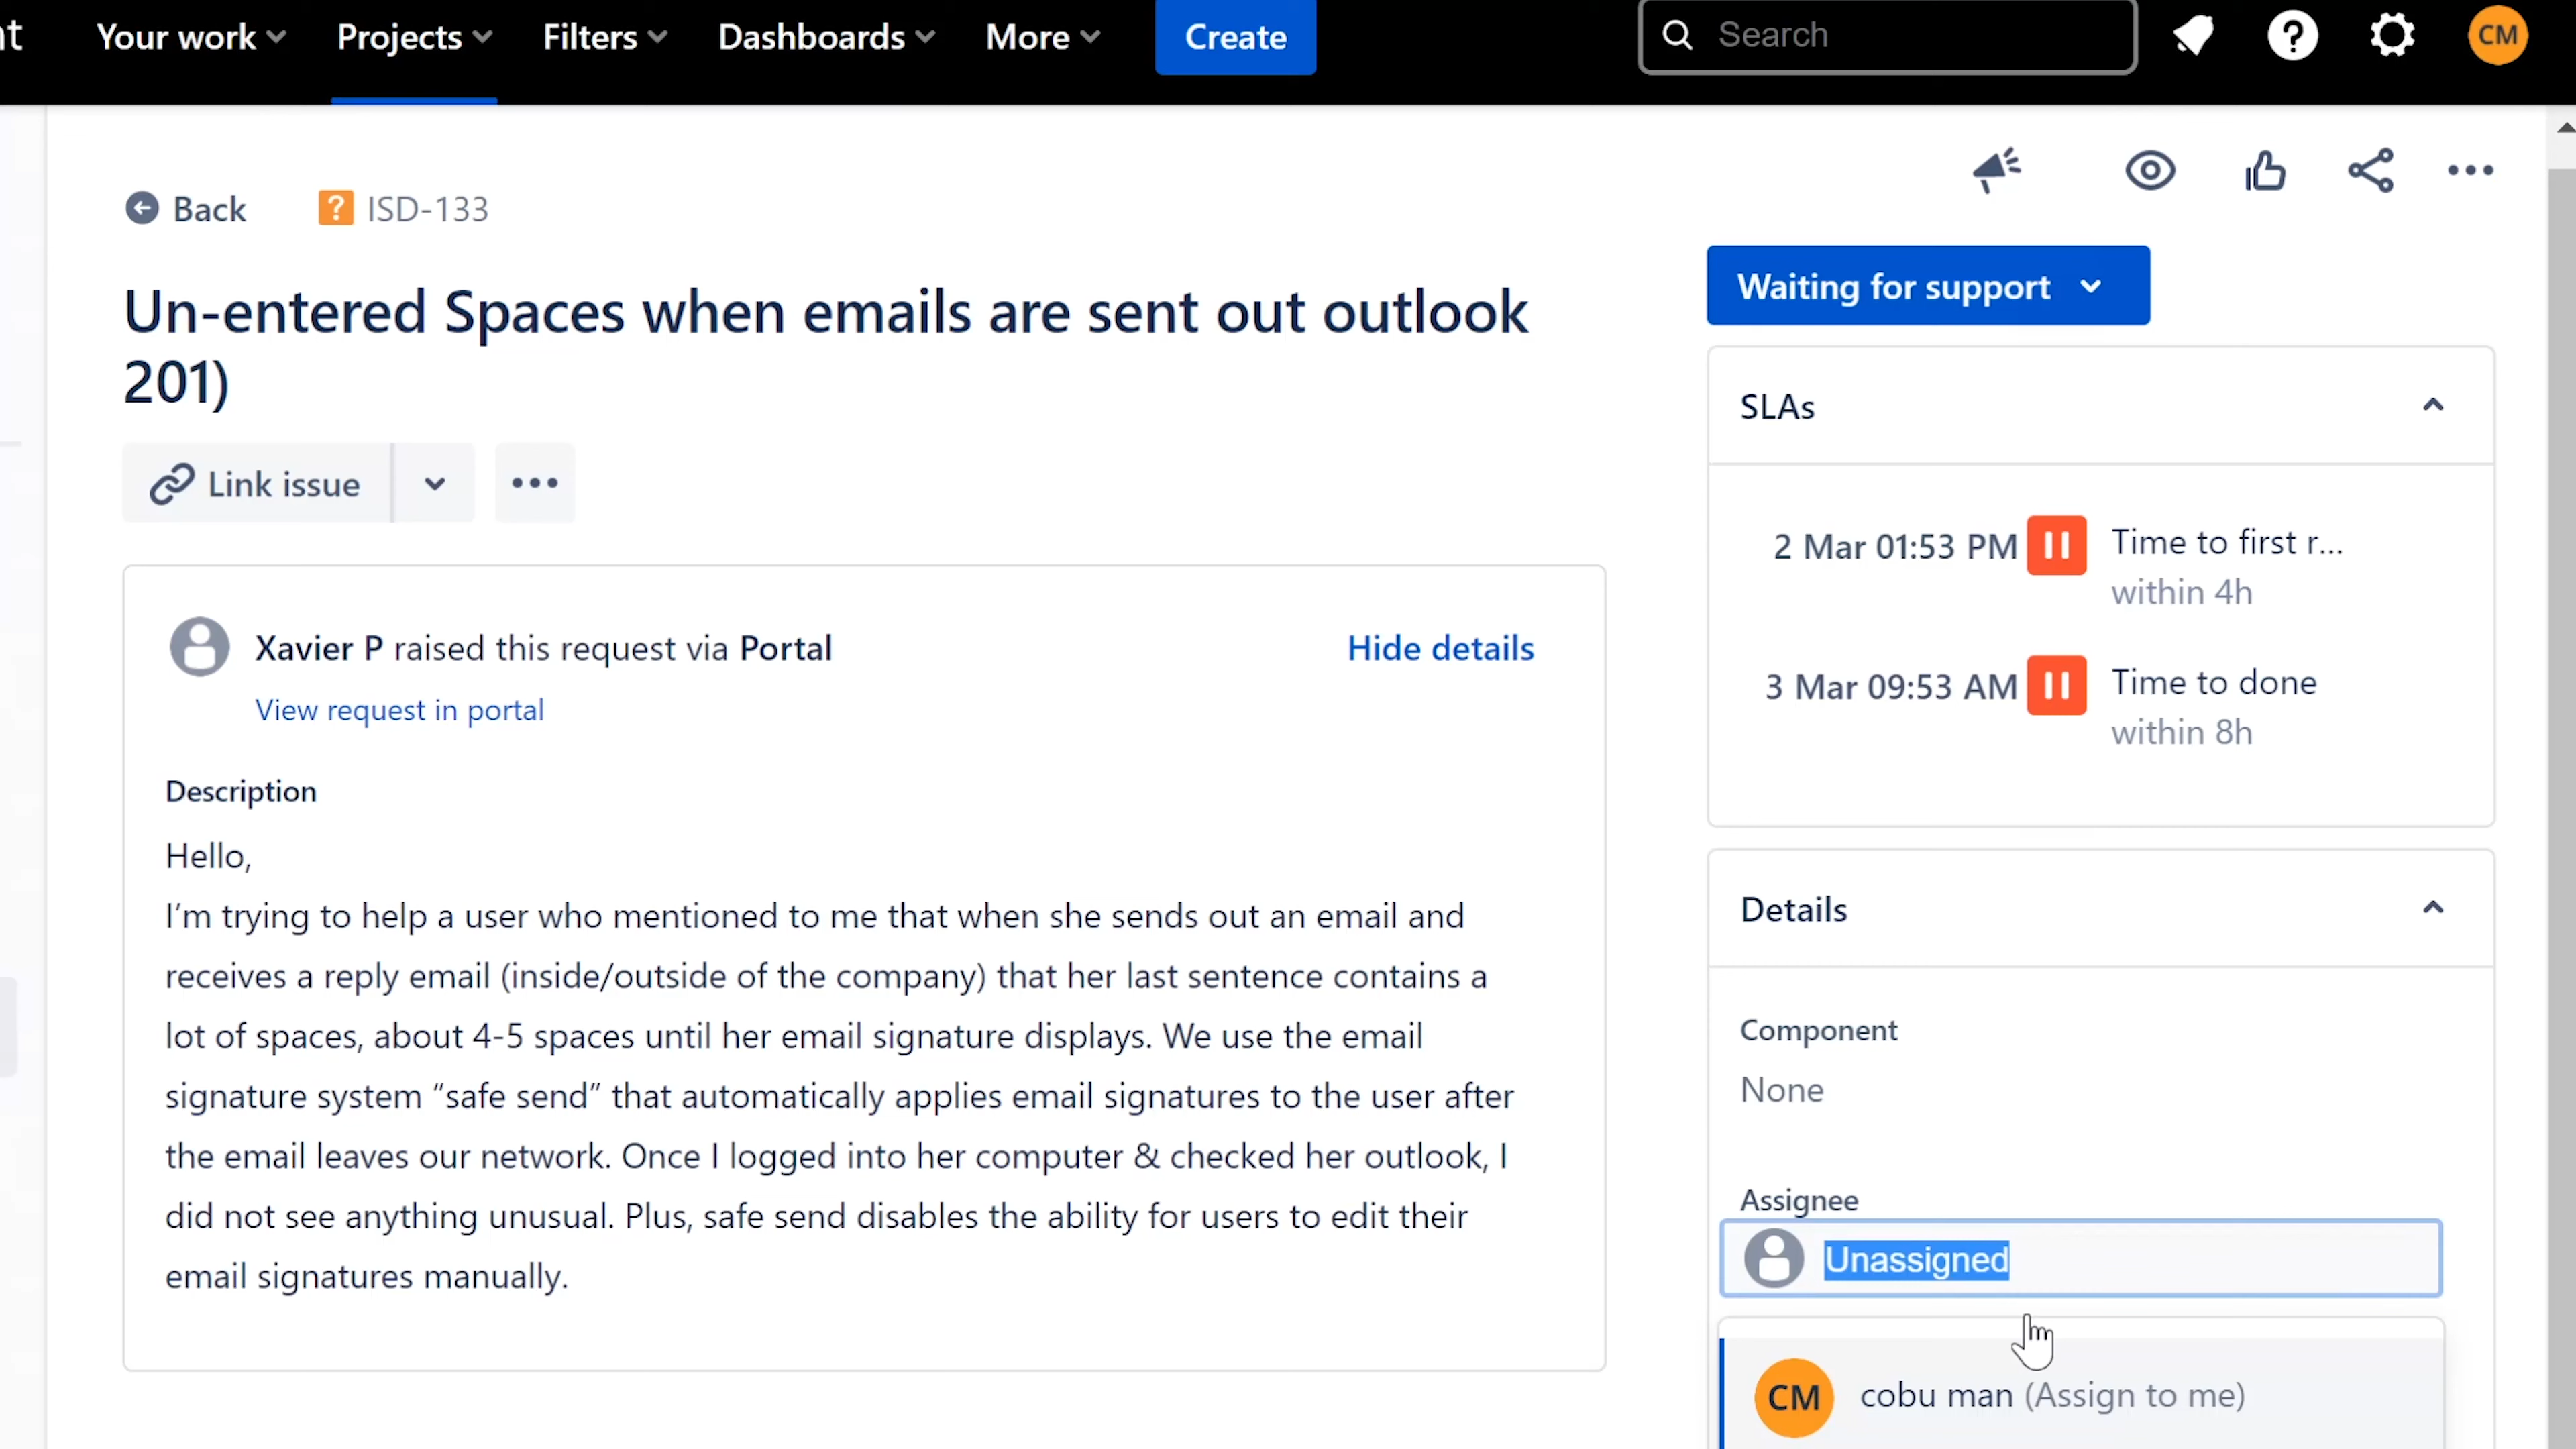 Your work Projects Filters Dashboards More Create Search CM
Back ? ISD-133
Un-entered Spaces when emails are sent out outlook
201)
Link issue
Xavier P raised this request via Portal Hide details
View request in portal
Description
Hello,
I'm trying to help a user who mentioned to me that when she sends out an email and
receives a reply email (inside/outside of the company) that her last sentence contains a
lot of spaces, about 4-5 spaces until her email signature displays. We use the email
signature system “safe send” that automatically applies email signatures to the user after
the email leaves our network. Once I logged into her computer & checked her outlook, I
did not see anything unusual. Plus, safe send disables the ability for users to edit their
email signatures manually.
Waiting for support
SLAs
2 Mar 01:53 PM Time to first r...
within 4h
3 Mar 09:53 AM Time to done
within 8h
Details
Component
None
Assignee
Unassigned
CM cobu man (Assign to me)